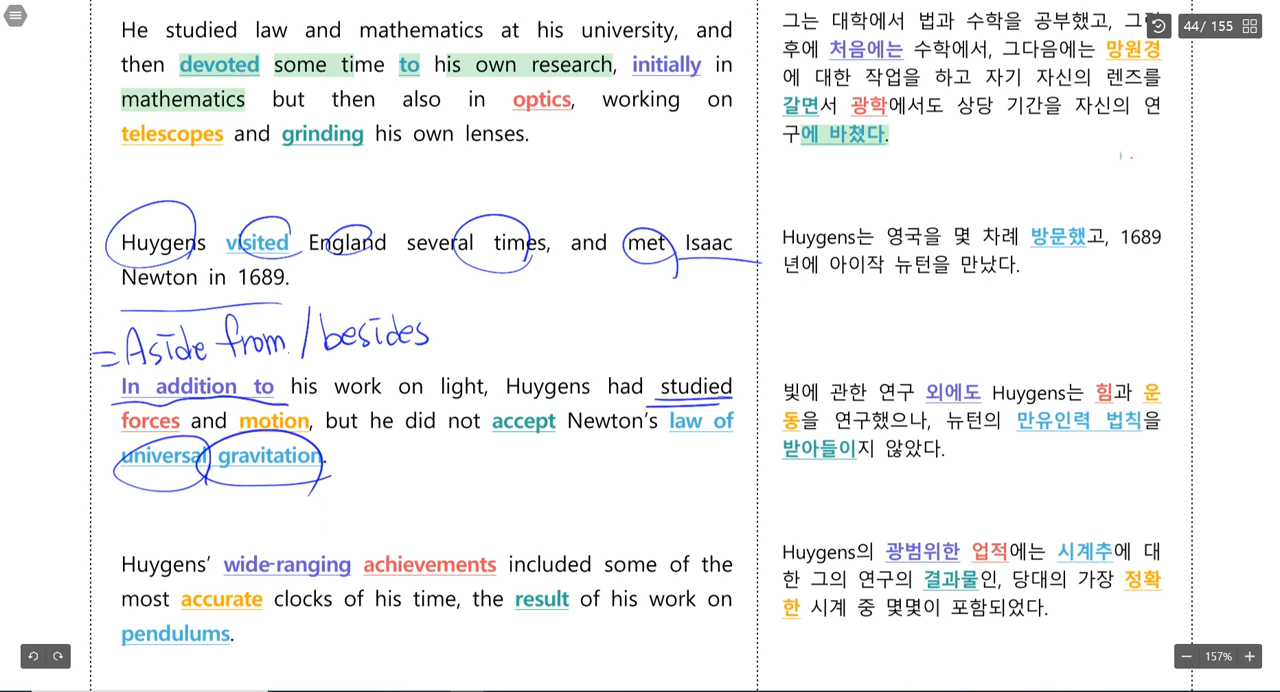 He studied law and mathematics at his university, and
then devoted some time to his own research, initially in
mathematics but then also in optics, working on
telescopes and grinding his own lenses.
그는 대학에서 법과 수학을 공부했고,
후에 처음에는 수학에서, 그다음에는 망원경
에 대한 작업을 하고 자기 자신의 렌즈를
갈면서 광학에서도 상당 기간을 자신의 연
구에 바쳤다.
44 / 155
Huygens visited England several times, and met Isaac
Newton in 1689.
Huygens는 영국을 몇 차례 방문했고, 1689
년에 아이작 뉴턴을 만났다.
= Aside from / besides
In addition to his work on light, Huygens had studied
forces and motion, but he did not accept Newton's law of
universal gravitation.
빛에 관한 연구 외에도 Huygens는 힘과 운
동을 연구했으나, 뉴턴의 만유인력 법칙을
받아들이지 않았다.
Huygens' wide-ranging achievements included some of the
most accurate clocks of his time, the result of his work on
pendulums.
Huygens의 광범위한 업적에는 시계추에 대
한 그의 연구의 결과물인, 당대의 가장 정확
한 시계 중 몇몇이 포함되었다.
157%